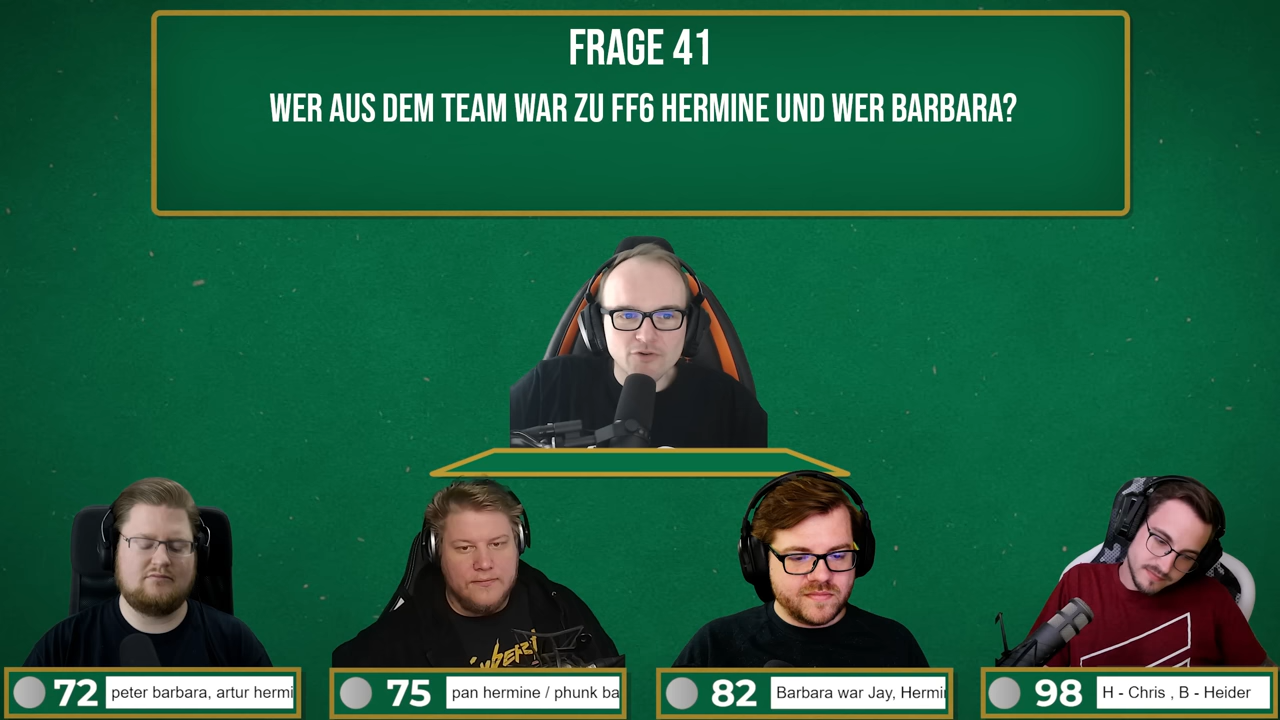 FRAGE 41
WER AUS DEM TEAM WAR ZU FF6 HERMINE UND WER BARBARA?
72 peter barbara, artur hermi
75 pan hermine / phunk ba
82 Barbara war Jay, Hermi
98 H - Chris , B - Heider